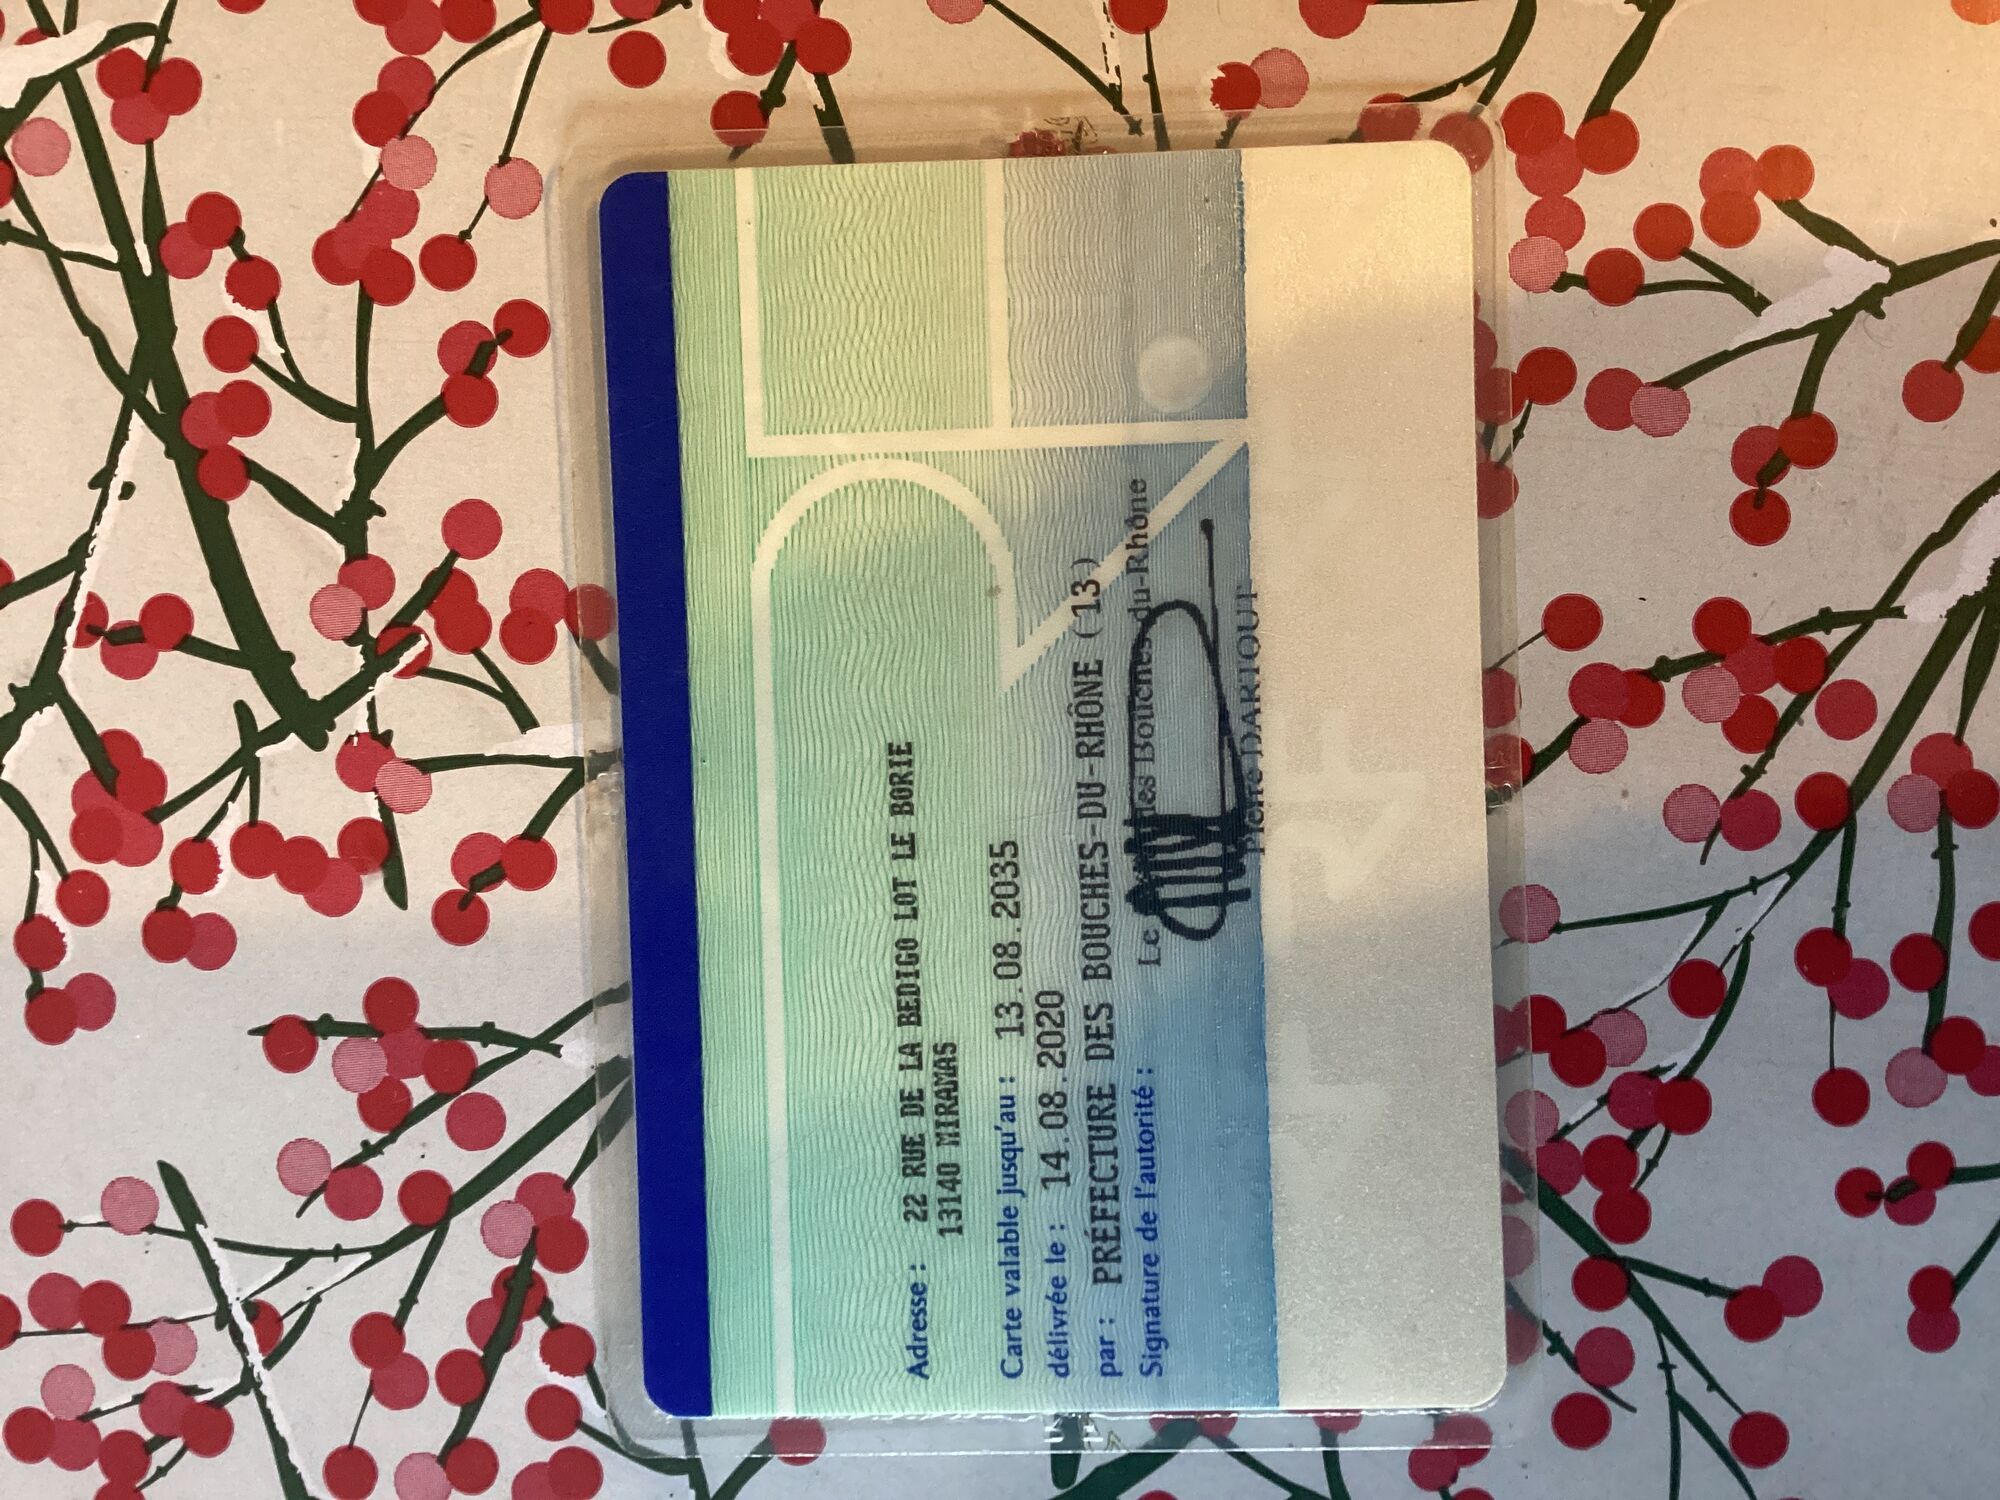 Adresse : 22 RUE DE LA BEDIGO LOT LE BORIE
13140 MIRAMAS
Carte valable jusqu'au : 13.08.2035
délivrée le : 14.08.2020
par : PRÉFECTURE DES BOUCHES-DU-RHÔNE (13)
Signature de l'autorité :
Le des Bouches-du-Rhône
Pierre DARTOUT